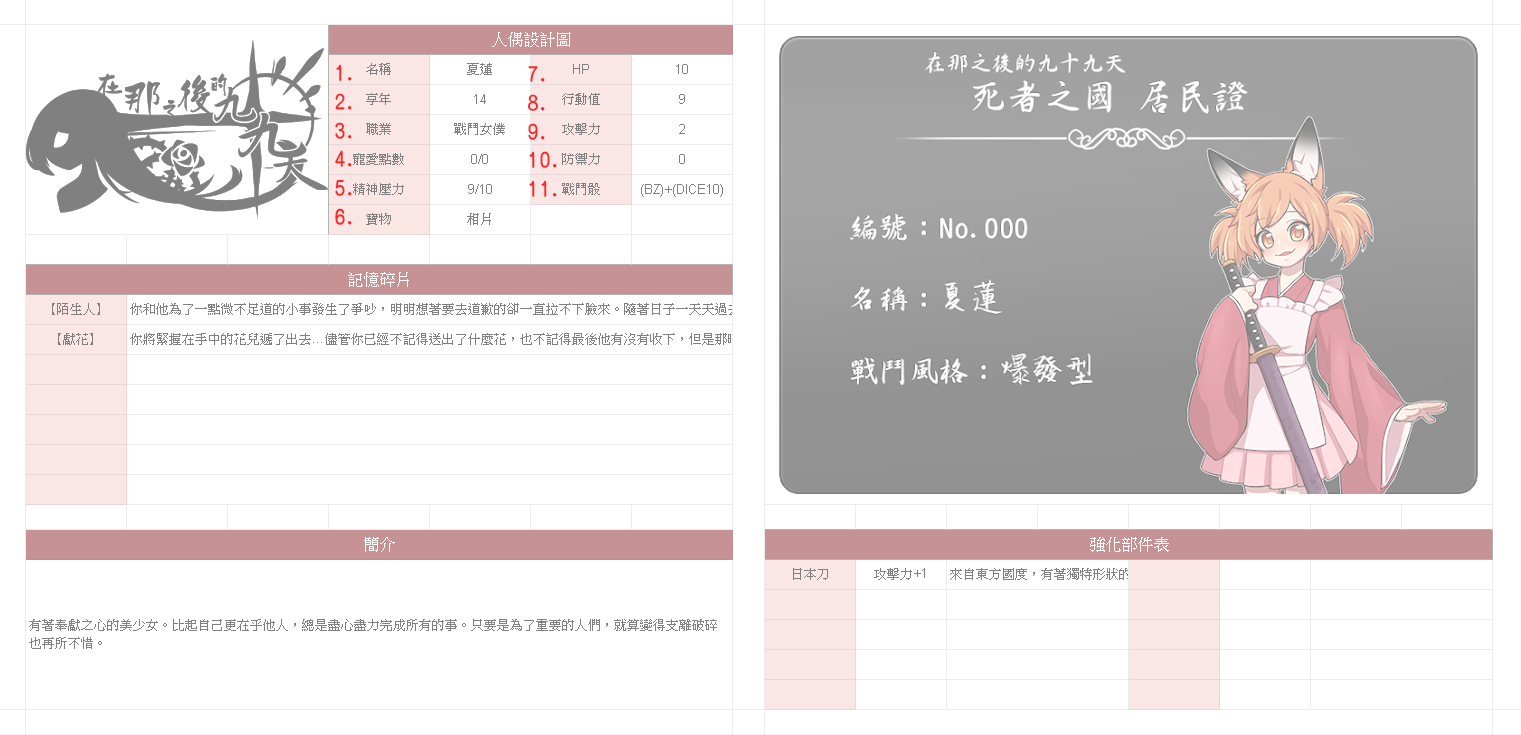 在那之後的九十九天
人偶設計圖
1. 名稱 夏蓮 7. HP 10
2. 享年 14 8. 行動值 9
3. 職業 戰鬥女僕 9. 攻擊力 2
4. 寵愛點數 0/0 10. 防禦力 0
5. 精神壓力 9/10 11. 戰鬥骰 (BZ)+(DICE10)
6. 寶物 相片
記憶碎片
【陌生人】 你和他為了一點微不足道的小事發生了爭吵，明明想著要去道歉的卻一直拉不下臉來。隨著日子一天天過去
【獻花】 你將緊握在手中的花兒遞了出去...儘管你已經不記得送出了什麼花，也不記得最後他有沒有收下，但是那時
簡介
有著奉獻之心的美少女。比起自己更在乎他人，總是盡心盡力完成所有的事。只要是為了重要的人們，就算變得支離破碎
也再所不惜。
在那之後的九十九天
死者之國 居民證
編號：No.000
名稱：夏蓮
戰鬥風格：爆發型
強化部件表
日本刀 攻擊力+1 來自東方國度，有著獨特形狀的